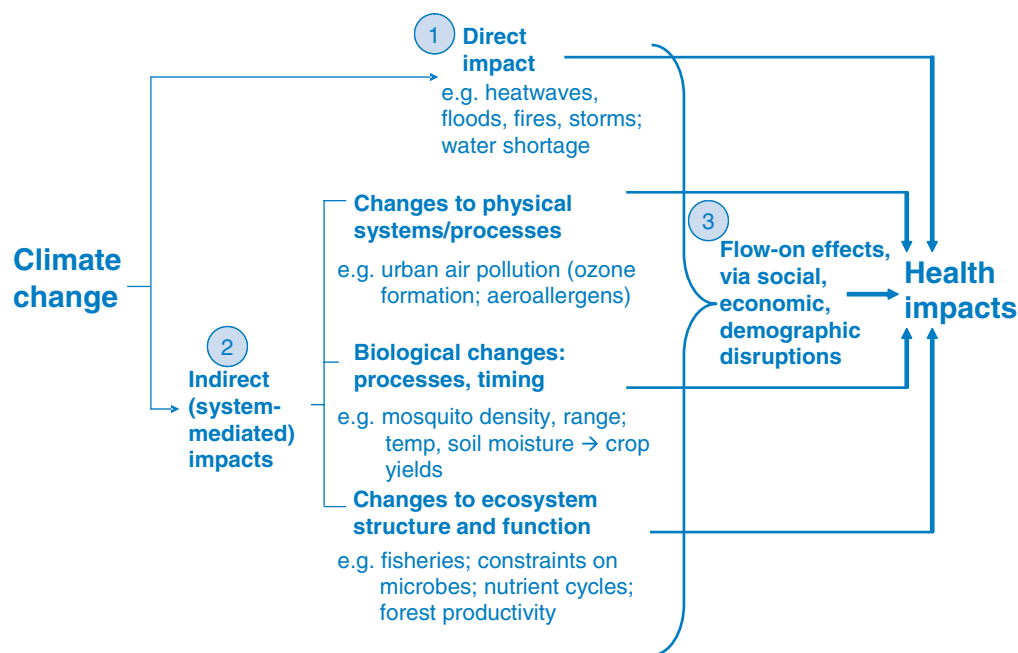 1
Direct
impact
e.g. heatwaves,
floods, fires, storms;
water shortage
Climate
change
2
Indirect
(system-
mediated)
impacts
Changes to physical
systems/processes
e.g. urban air pollution (ozone
formation; aeroallergens)
Biological changes:
processes, timing
e.g. mosquito density, range;
temp, soil moisture → crop
yields
Changes to ecosystem
structure and function
e.g. fisheries; constraints on
microbes; nutrient cycles;
forest productivity
3
Flow-on effects,
via social,
economic,
demographic
disruptions
Health
impacts